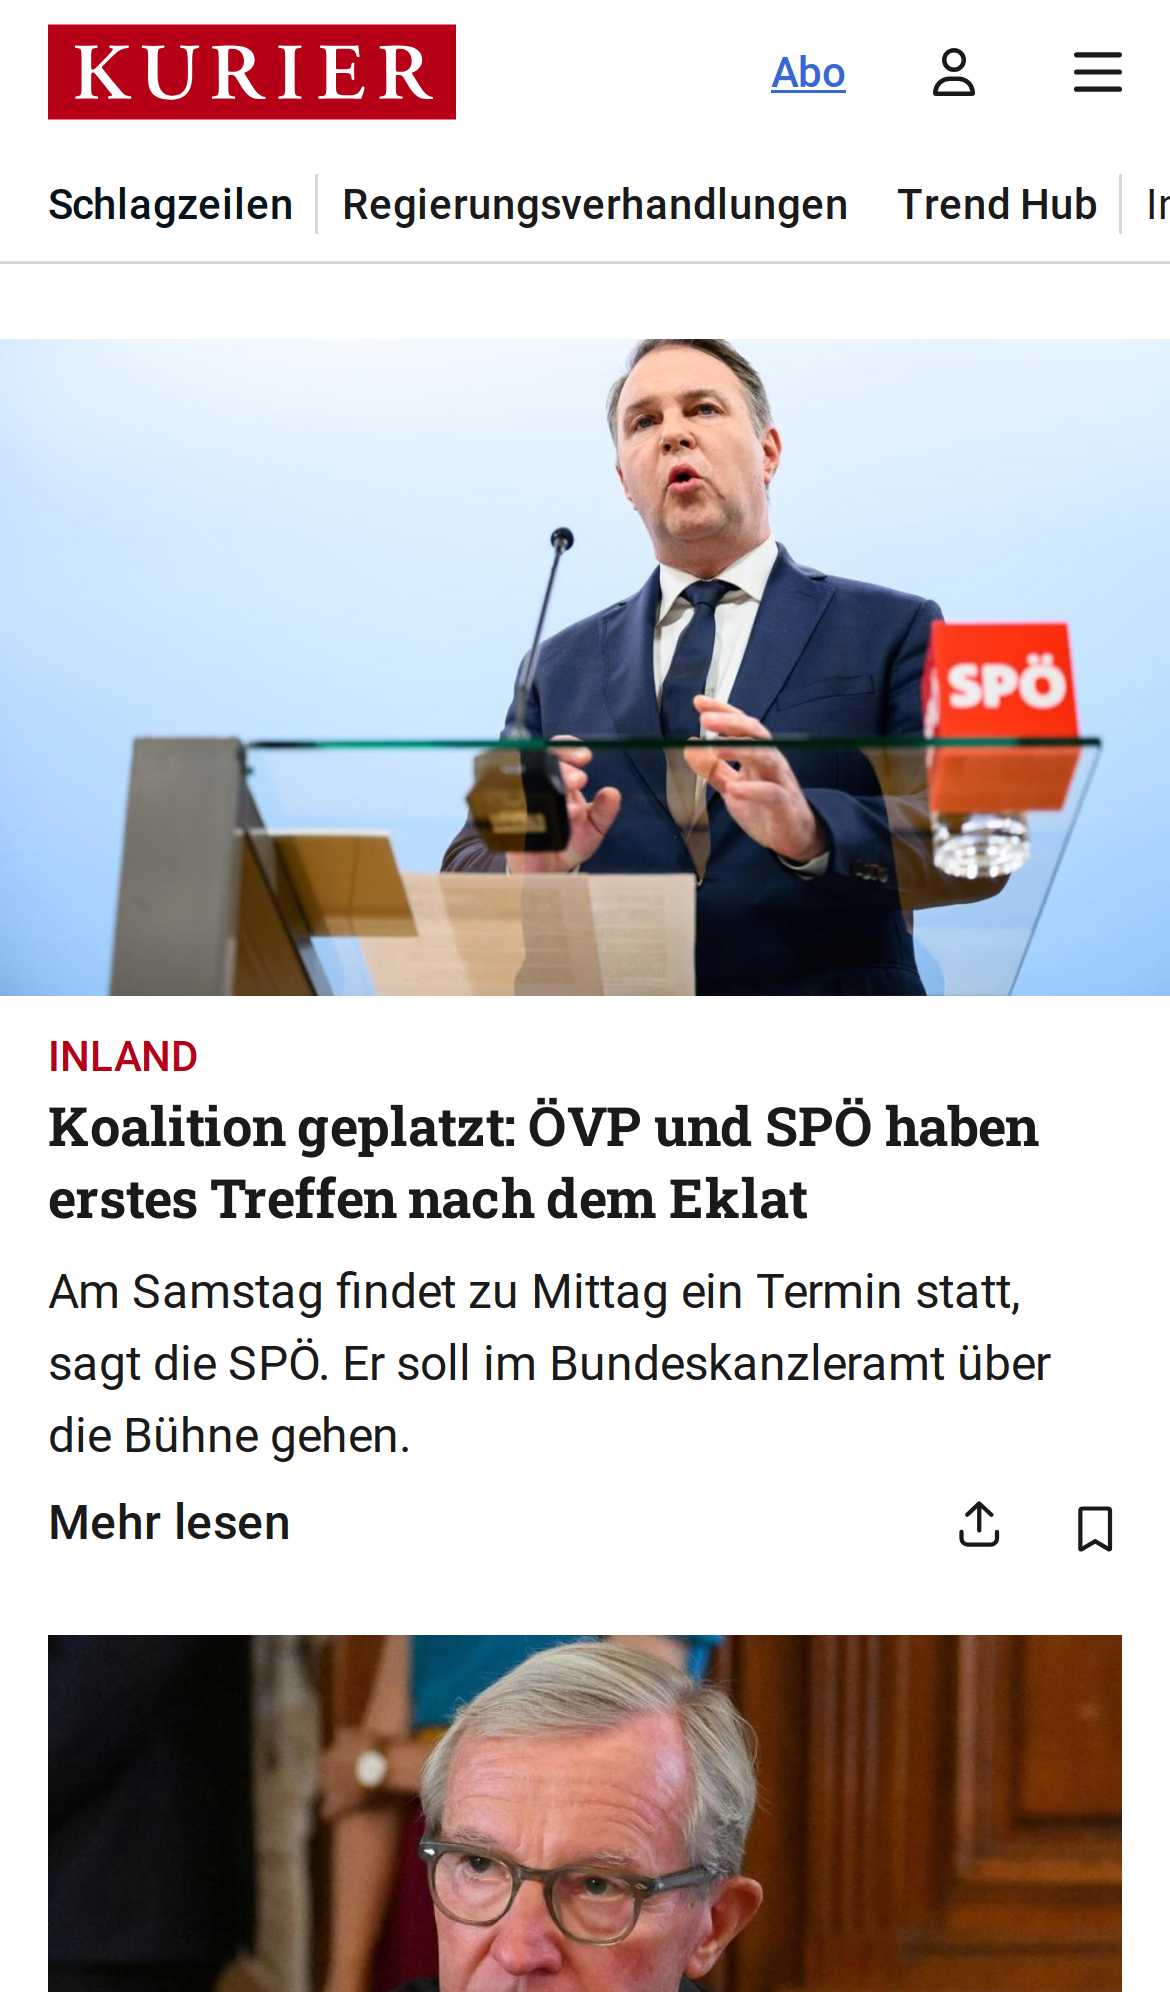 KURIER
Abo
Schlagzeilen
Regierungsverhandlungen
Trend Hub
SPÖ
INLAND
Koalition geplatzt: ÖVP und SPÖ haben
erstes Treffen nach dem Eklat
Am Samstag findet zu Mittag ein Termin statt,
sagt die SPÖ. Er soll im Bundeskanzleramt über
die Bühne gehen.
Mehr lesen